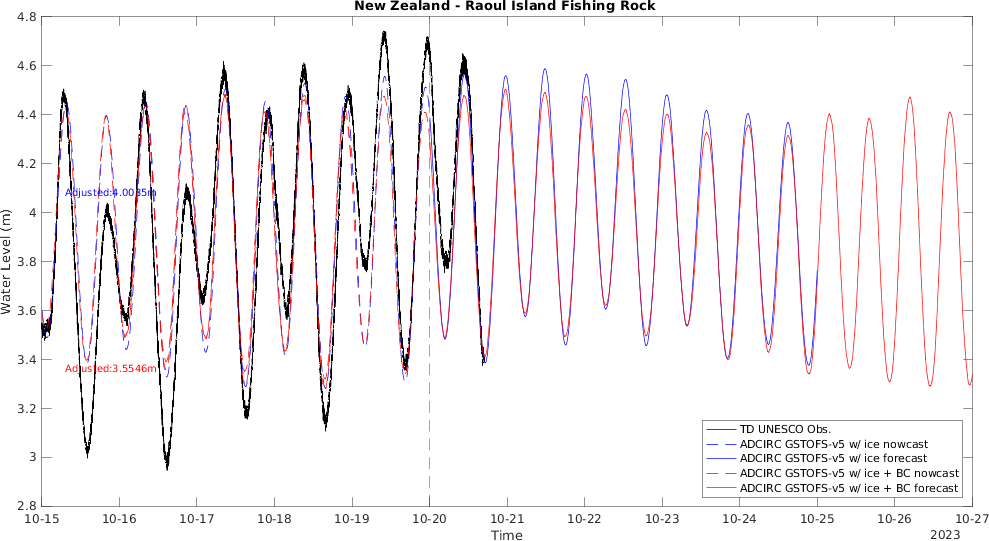 New Zealand - Raoul Island Fishing Rock
4.8
4.6
4.4
4.2
4
3.8
3.6
3.4
3.2
3
2.8
Water Level (m)
Adjusted:4.0035m
Adjusted:3.5546m
TD UNESCO Obs.
ADCIRC GSTOFS-v5 w/ ice nowcast
ADCIRC GSTOFS-v5 w/ ice forecast
ADCIRC GSTOFS-v5 w/ ice + BC nowcast
ADCIRC GSTOFS-v5 w/ ice + BC forecast
10-15 10-16 10-17 10-18 10-19 10-20 10-21 10-22 10-23 10-24 10-25 10-26 10-27
Time
2023